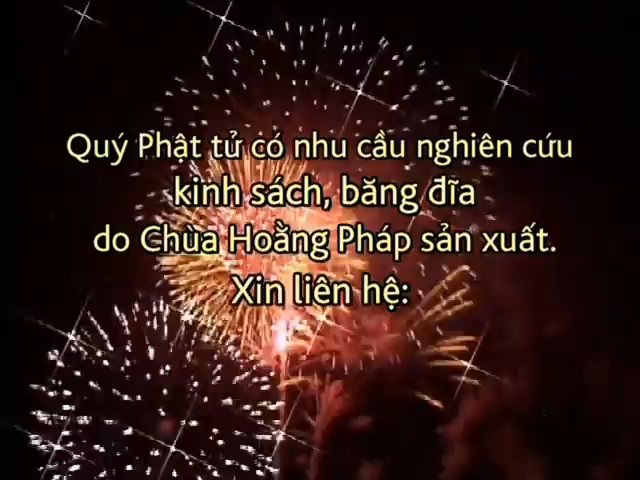 Quý Phật tử có nhu cầu nghiên cứu
kinh sách, băng đĩa
do Chùa Hoằng Pháp sản xuất.
Xin liên hệ: